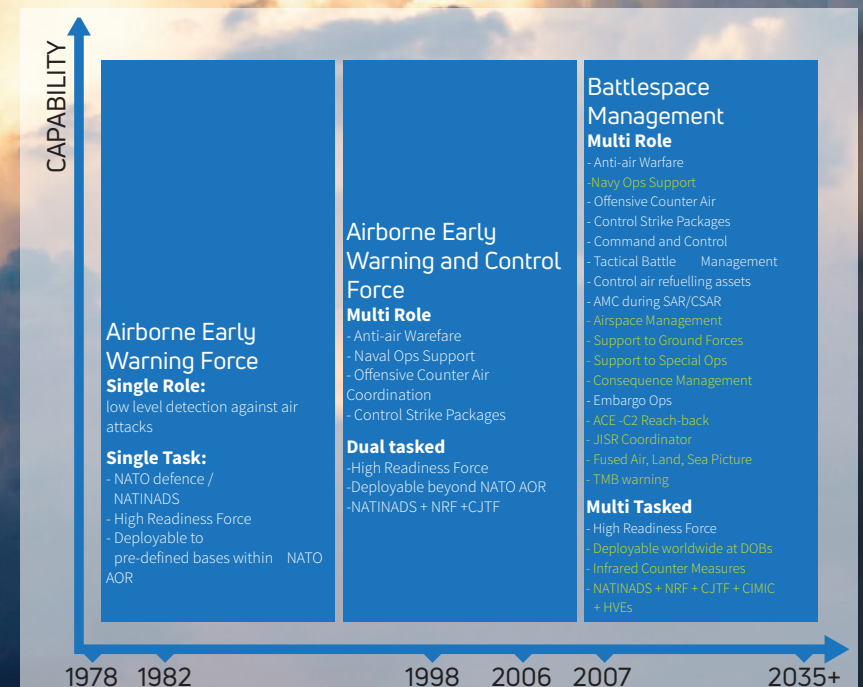 CAPABILITY
Airborne Early
Warning Force
Single Role:
low level detection against air
attacks
Single Task:
- NATO defence /
NATINADS
- High Readiness Force
- Deployable to
pre-defined bases within NATO
AOR
Airborne Early
Warning and Control
Force
Multi Role
- Anti-air Warefare
- Naval Ops Support
- Offensive Counter Air
Coordination
- Control Strike Packages
Dual tasked
-High Readiness Force
-Deployable beyond NATO AOR
-NATINADS + NRF +CJTF
Battlespace
Management
Multi Role
- Anti-air Warfare
-Navy Ops Support
- Offensive Counter Air
- Control Strike Packages
- Command and Control
- Tactical Battle Management
- Control air refuelling assets
- AMC during SAR/CSAR
- Airspace Management
- Support to Ground Forces
- Support to Special Ops
- Consequence Management
- Embargo Ops
- ACE -C2 Reach-back
- JISR Coordinator
- Fused Air, Land, Sea Picture
- TMB warning
Multi Tasked
- High Readiness Force
- Deployable worldwide at DOBs
- Infrared Counter Measures
- NATINADS + NRF + CJTF + CIMIC
+ HVEs
1978 1982 1998 2006 2007 2035+